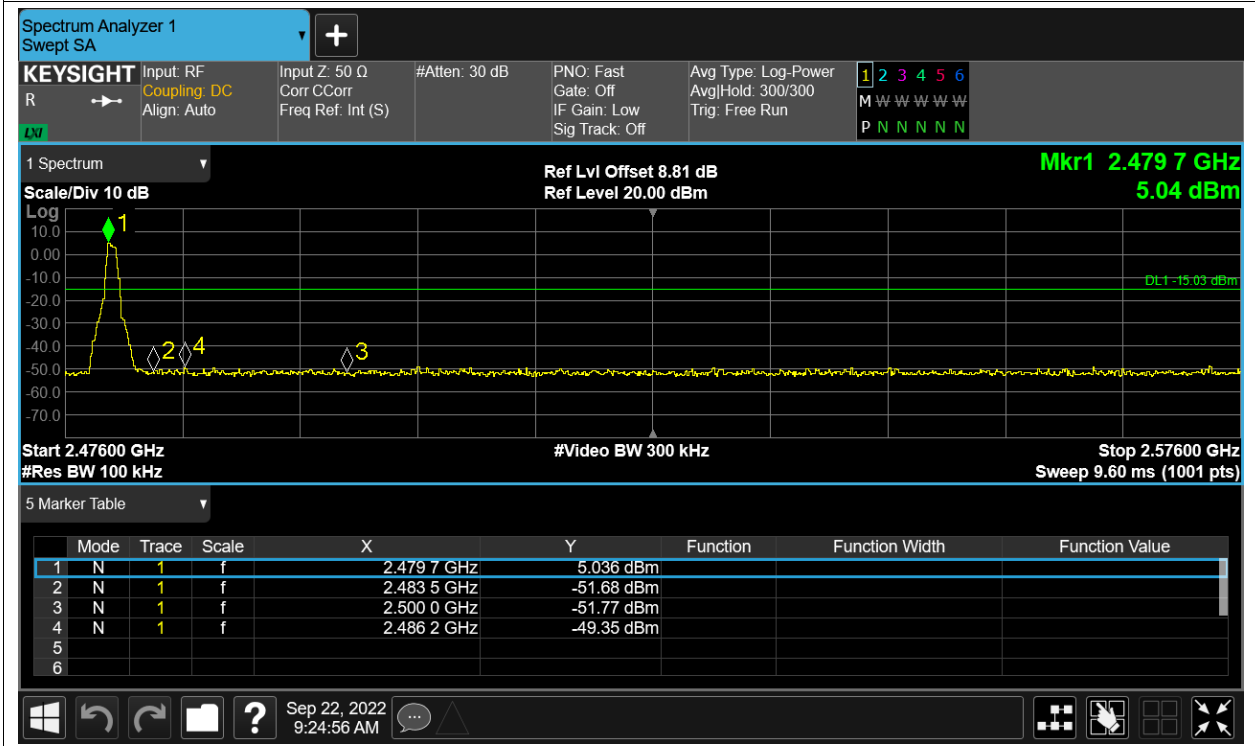 Spectrum Analyzer 1
Swept SA
+
KEYSIGHT Input: RF Input Z: 50 Ω #Atten: 30 dB PNO: Fast Avg Type: Log-Power 1 2 3 4 5 6
R Coupling: DC Corr CCorr Gate: Off Avg|Hold: 300/300 M W W W W W W
Align: Auto Freq Ref: Int (S) IF Gain: Low Trig: Free Run
LXI Sig Track: Off P N N N N N N
1 Spectrum Ref Lvl Offset 8.81 dB Mkr1 2.479 7 GHz
Scale/Div 10 dB Ref Level 20.00 dBm 5.04 dBm
Log
1
10.0
0.00
-10.0
DL1 -15.03 dBm
-20.0
-30.0
-40.0
2 4 3
-50.0
-60.0
-70.0
Start 2.47600 GHz #Video BW 300 kHz Stop 2.57600 GHz
#Res BW 100 kHz Sweep 9.60 ms (1001 pts)
5 Marker Table
Mode Trace Scale X Y Function Function Width Function Value
1 N 1 f 2.479 7 GHz 5.036 dBm
2 N 1 f 2.483 5 GHz -51.68 dBm
3 N 1 f 2.500 0 GHz -51.77 dBm
4 N 1 f 2.486 2 GHz -49.35 dBm
5
6
? Sep 22, 2022
9:24:56 AM